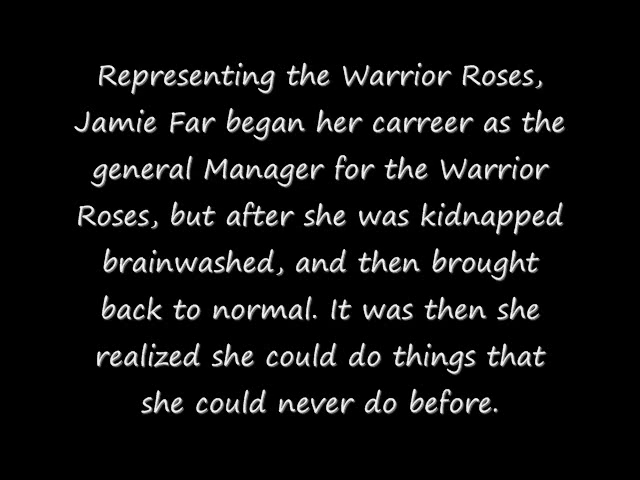 Representing the Warrior Roses,
Jamie Far began her carreer as the
general Manager for the Warrior
Roses, but after she was kidnapped
brainwashed, and then brought
back to normal. It was then she
realized she could do things that
she could never do before.